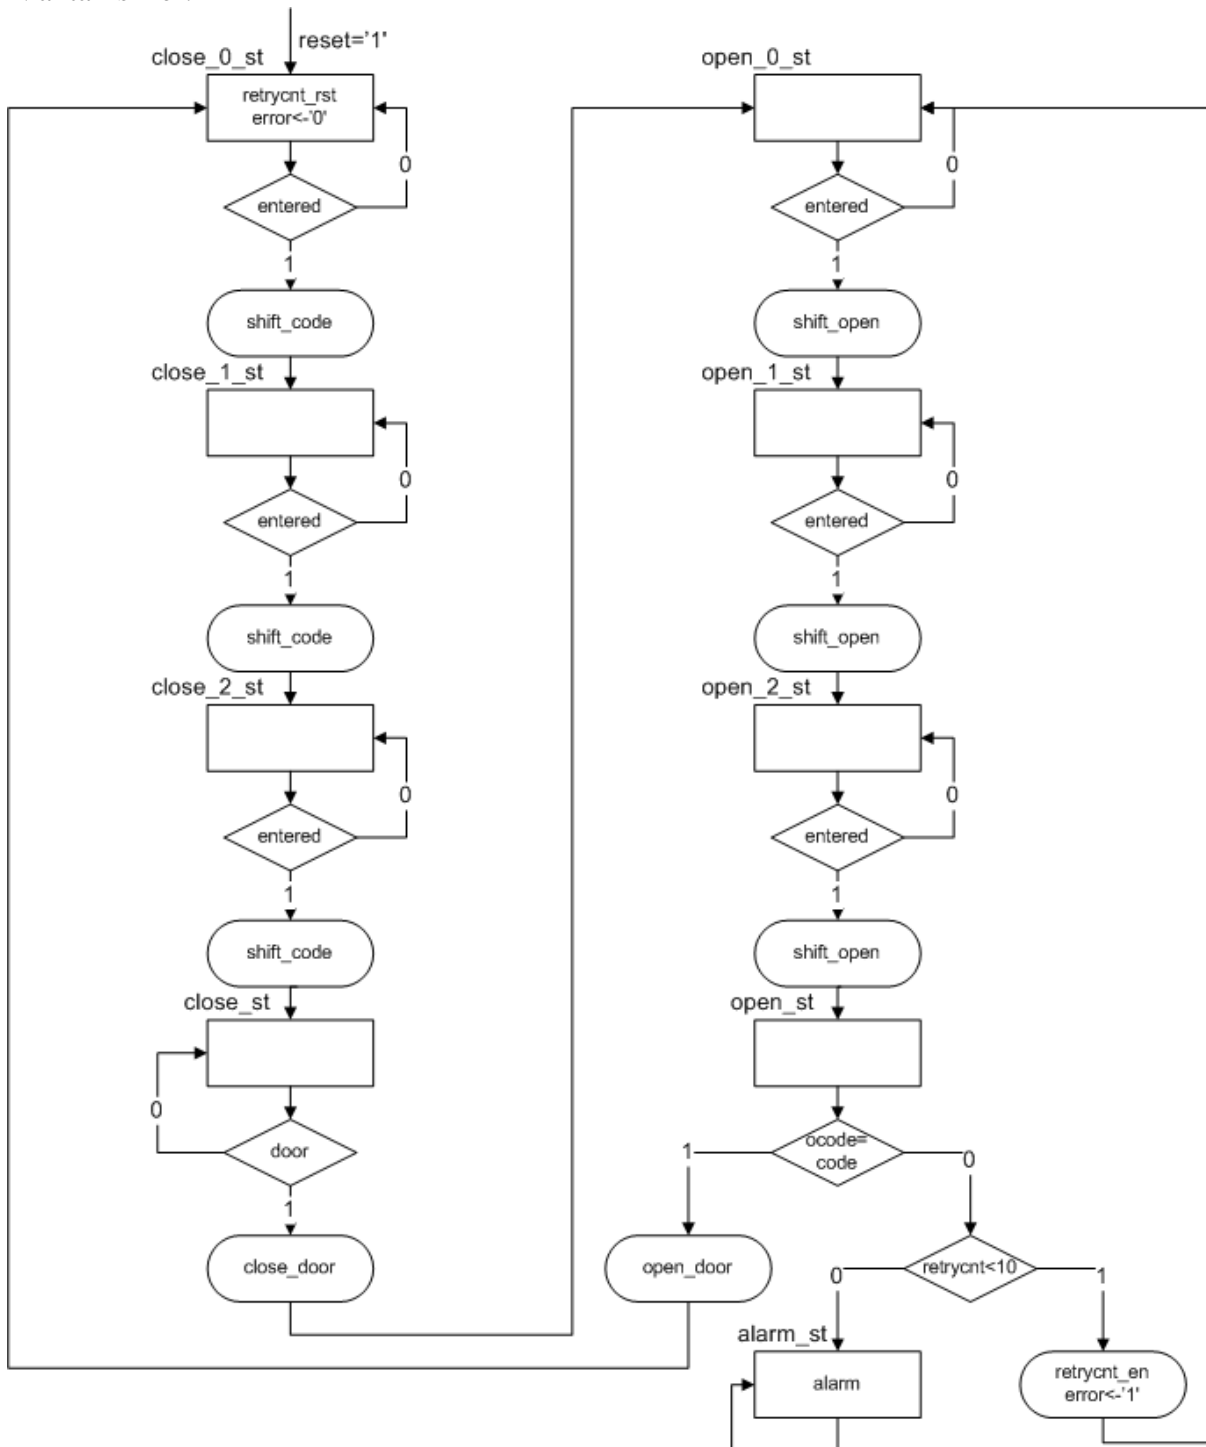 reset='1'
close_0_st
retrycnt_rst
error<-'0'
0
entered
1
shift_code
close_1_st
0
entered
1
shift_code
close_2_st
0
entered
1
shift_code
close_st
0
door
1
close_door
open_0_st
0
entered
1
shift_open
open_1_st
0
entered
1
shift_open
open_2_st
0
entered
1
shift_open
open_st
ocode=
code
1
0
open_door
retrycnt<10
0
1
alarm_st
alarm
retrycnt_en
error<-'1'